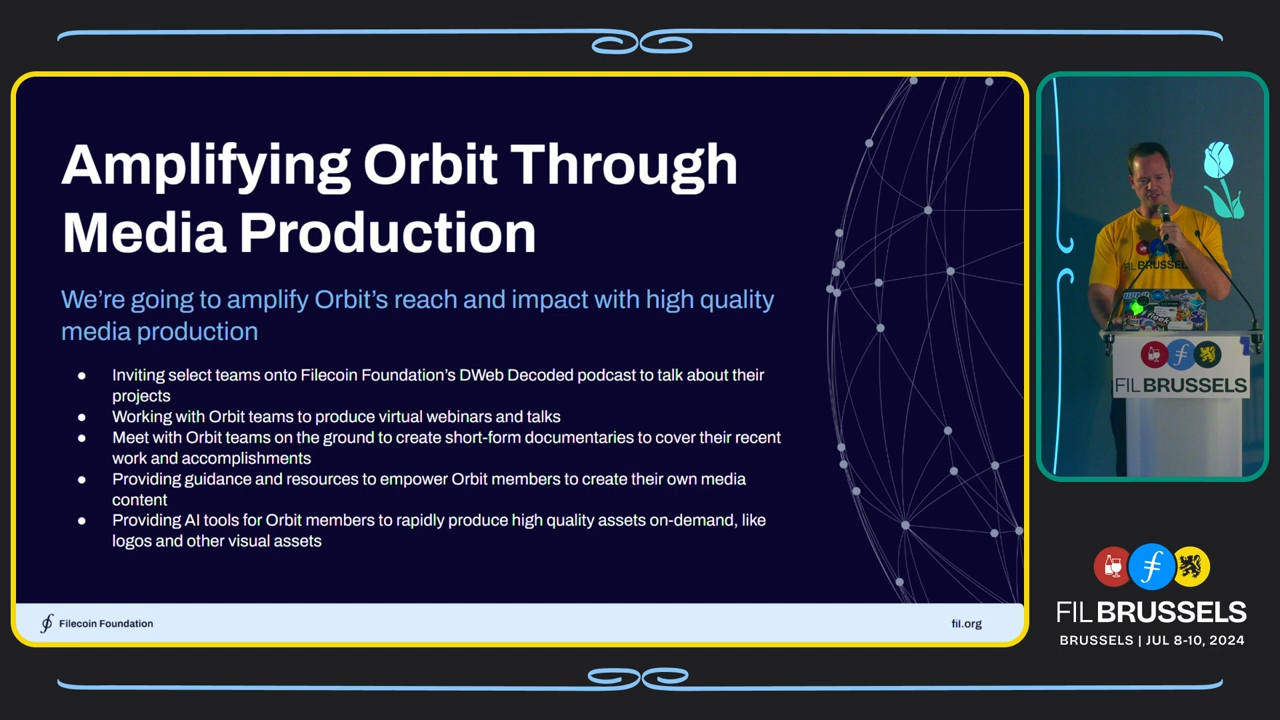 Amplifying Orbit Through
Media Production
We're going to amplify Orbit's reach and impact with high quality
media production
● Inviting select teams onto Filecoin Foundation's DWeb Decoded podcast to talk about their
projects
● Working with Orbit teams to produce virtual webinars and talks
● Meet with Orbit teams on the ground to create short-form documentaries to cover their recent
work and accomplishments
● Providing guidance and resources to empower Orbit members to create their own media
content
● Providing AI tools for Orbit members to rapidly produce high quality assets on-demand, like
logos and other visual assets
Filecoin Foundation
fil.org
FIL BRUSSELS
fleek
FIL BRUSSELS
FIL BRUSSELS
BRUSSELS | JUL 8-10, 2024